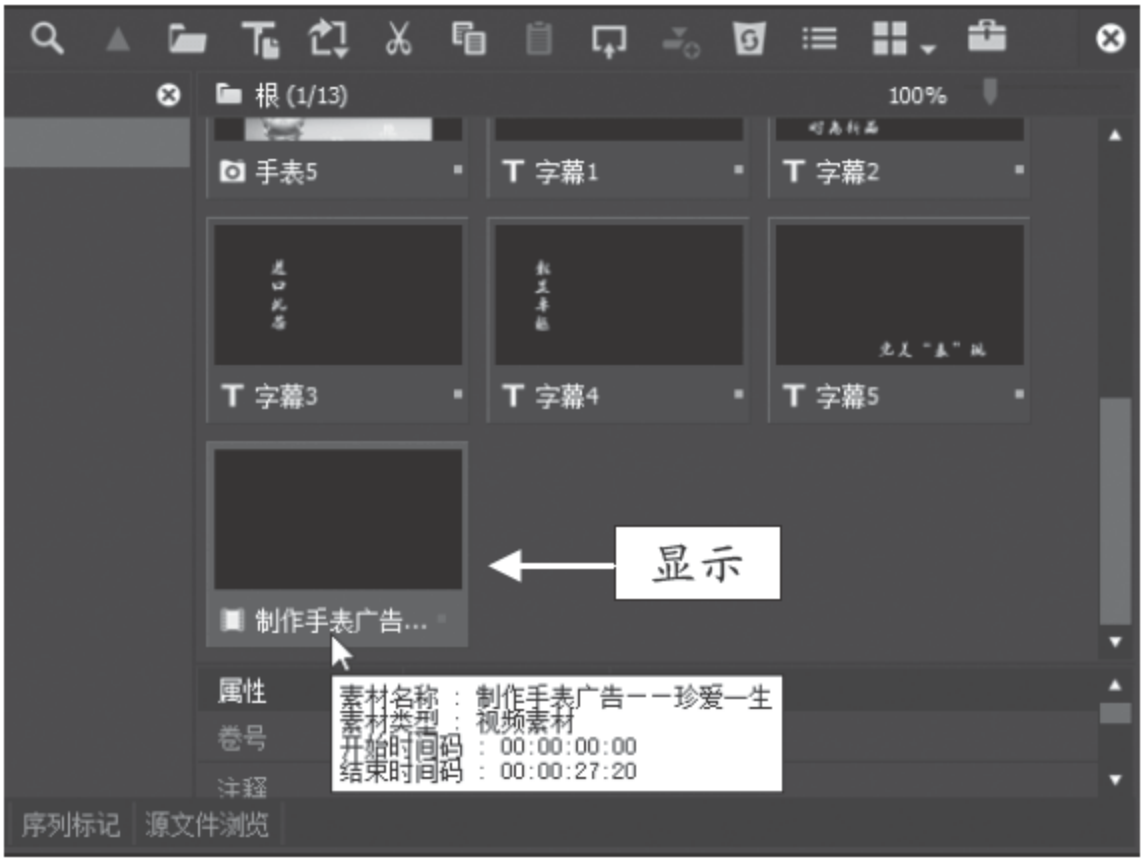 根 (1/13)
100%
手表5
字幕1
字幕2
字幕3
字幕4
完美“表”现
字幕5
显示
制作手表广告...
属性
素材名称 : 制作手表广告——珍爱一生
素材类型 : 视频素材
卷号
开始时间码 : 00:00:00:00
结束时间码 : 00:00:27:20
注释
序列标记
源文件浏览